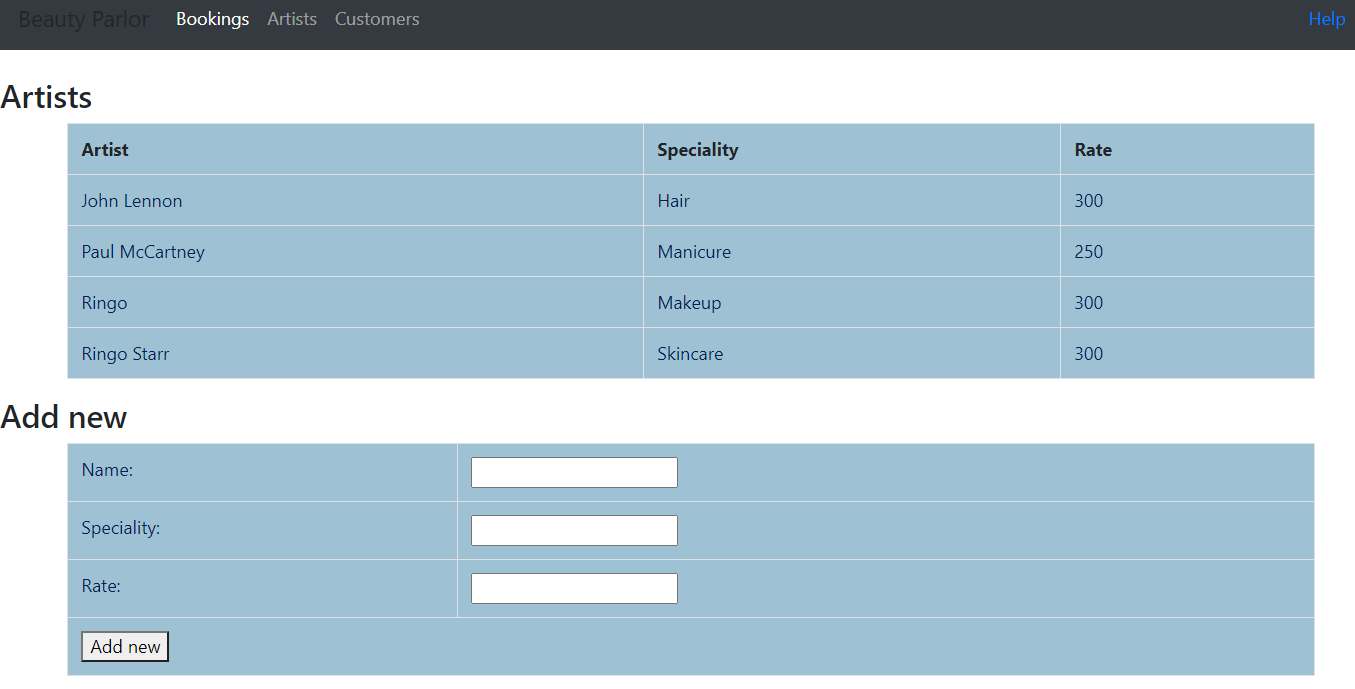 Beauty Parlor Bookings Artists Customers Help
Artists
Artist Speciality Rate
John Lennon Hair 300
Paul McCartney Manicure 250
Ringo Makeup 300
Ringo Starr Skincare 300
Add new
Name:
Speciality:
Rate:
Add new